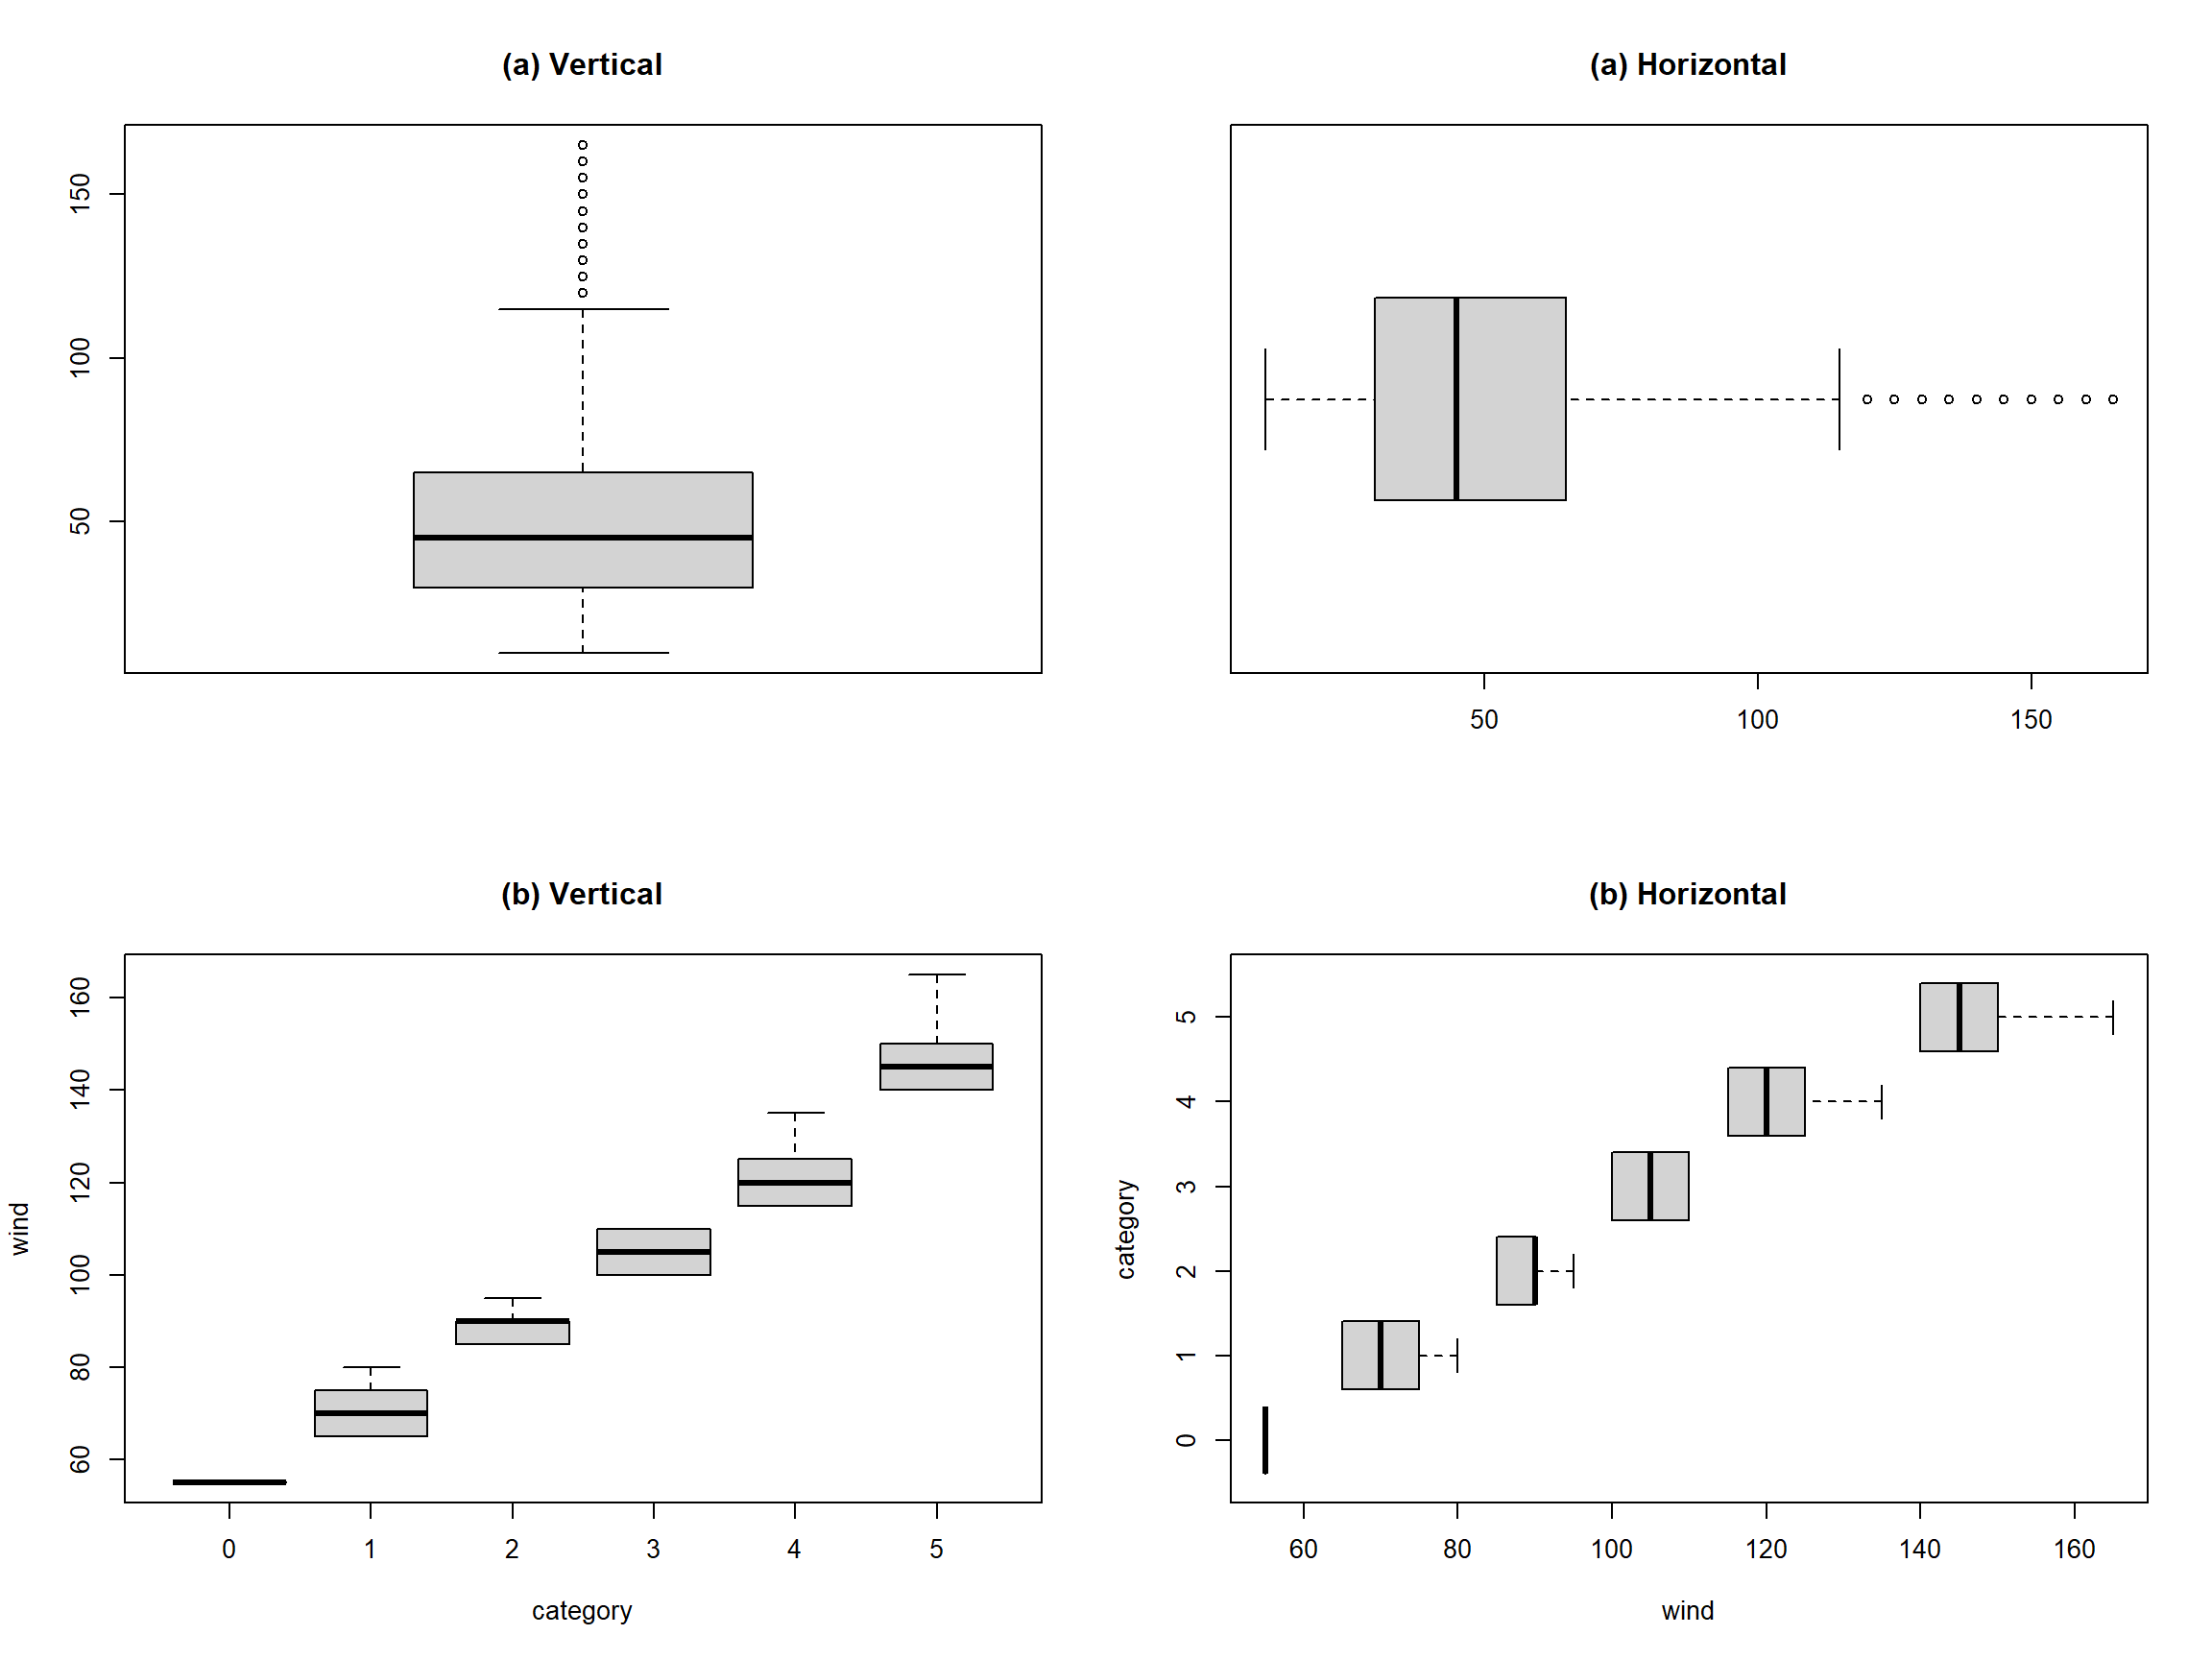 (a) Vertical
150
100
50
(a) Horizontal
50 100 150
(b) Vertical
wind
160
140
120
100
80
60
0 1 2 3 4 5
category
(b) Horizontal
category
5
4
3
2
1
0
60 80 100 120 140 160
wind